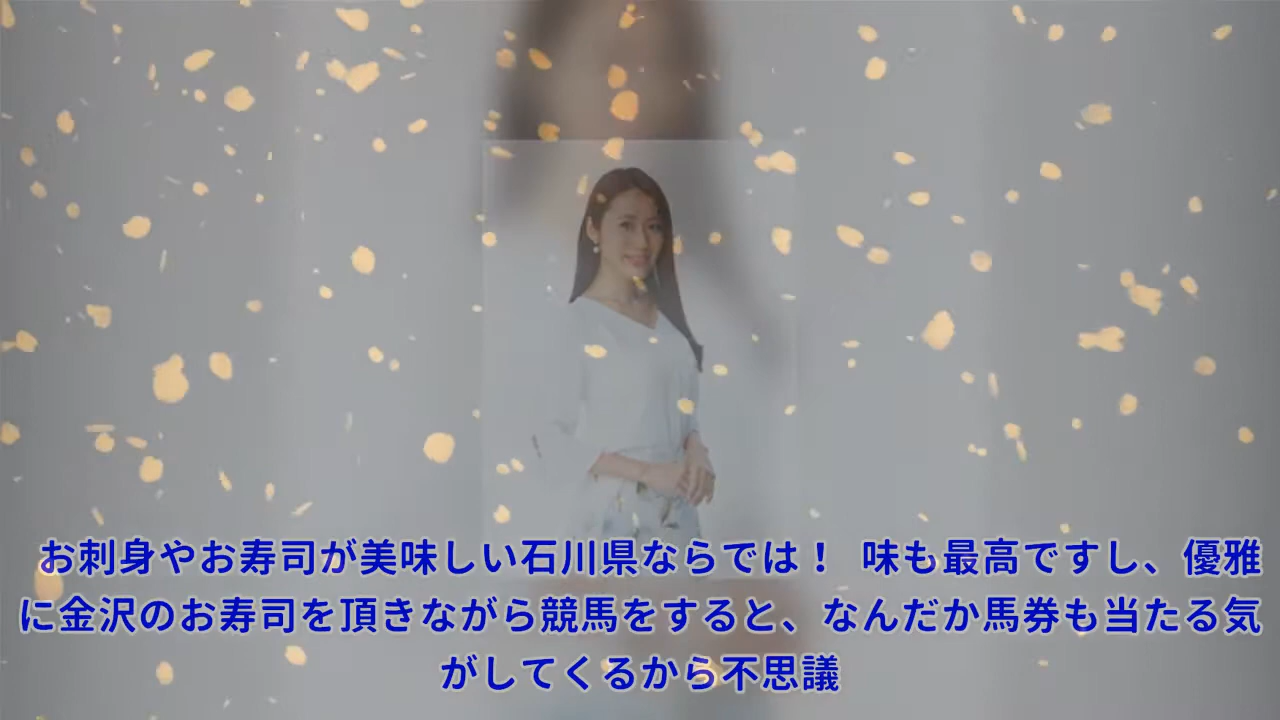 お刺身やお寿司が美味しい石川県ならでは！ 味も最高ですし、優雅
に金沢のお寿司を頂きながら競馬をすると、なんだか馬券も当たる気
がしてくるから不思議